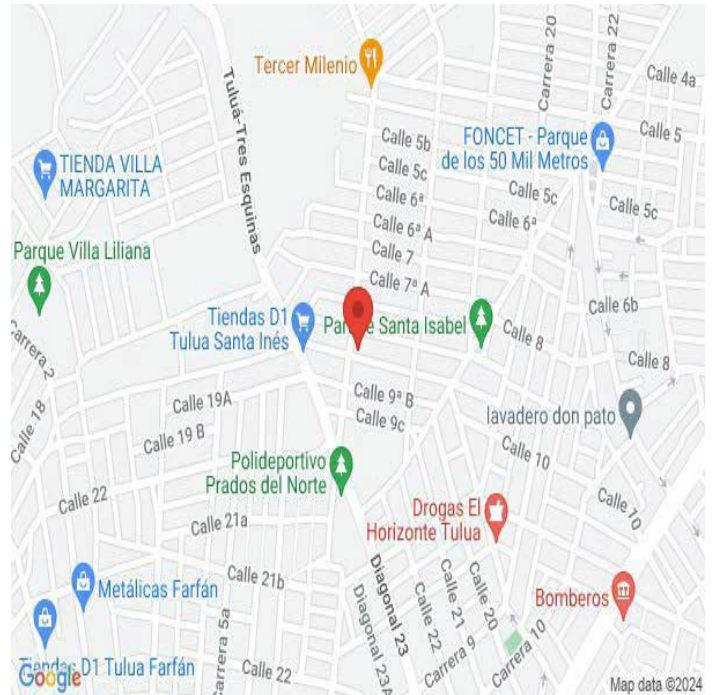 Tercer Milenio
Carrera 20
Carrera 22
Calle 4a
Calle 5
Calle 5b
FONCET - Parque
de los 50 Mil Metros
Tuluá-Tres Esquinas
TIENDA VILLA
MARGARITA
Calle 5c
Calle 5c
Calle 6ª
Calle 6ª
Calle 6ª A
Parque Villa Liliana
Calle 7
Calle 7ª A
Calle 6b
Tiendas D1
Tulua Santa Inés
Parque Santa Isabel
Calle 8
Calle 8
Carrera 2
Calle 18
Calle 19A
Calle 9ª B
Calle 9c
lavadero don pato
Calle 19 B
Calle 10
Polideportivo
Prados del Norte
Calle 22
Calle 10
Calle 21a
Drogas El
Horizonte Tulua
Calle 21b
Metálicas Farfán
Bomberos
Diagonal 23
Diagonal 23A
Calle 22
Calle 21
Calle 20
Carrera 9
Carrera 10
Carrera 5a
Tiendas D1 Tulua Farfán
Calle 22
Google
Map data ©2024